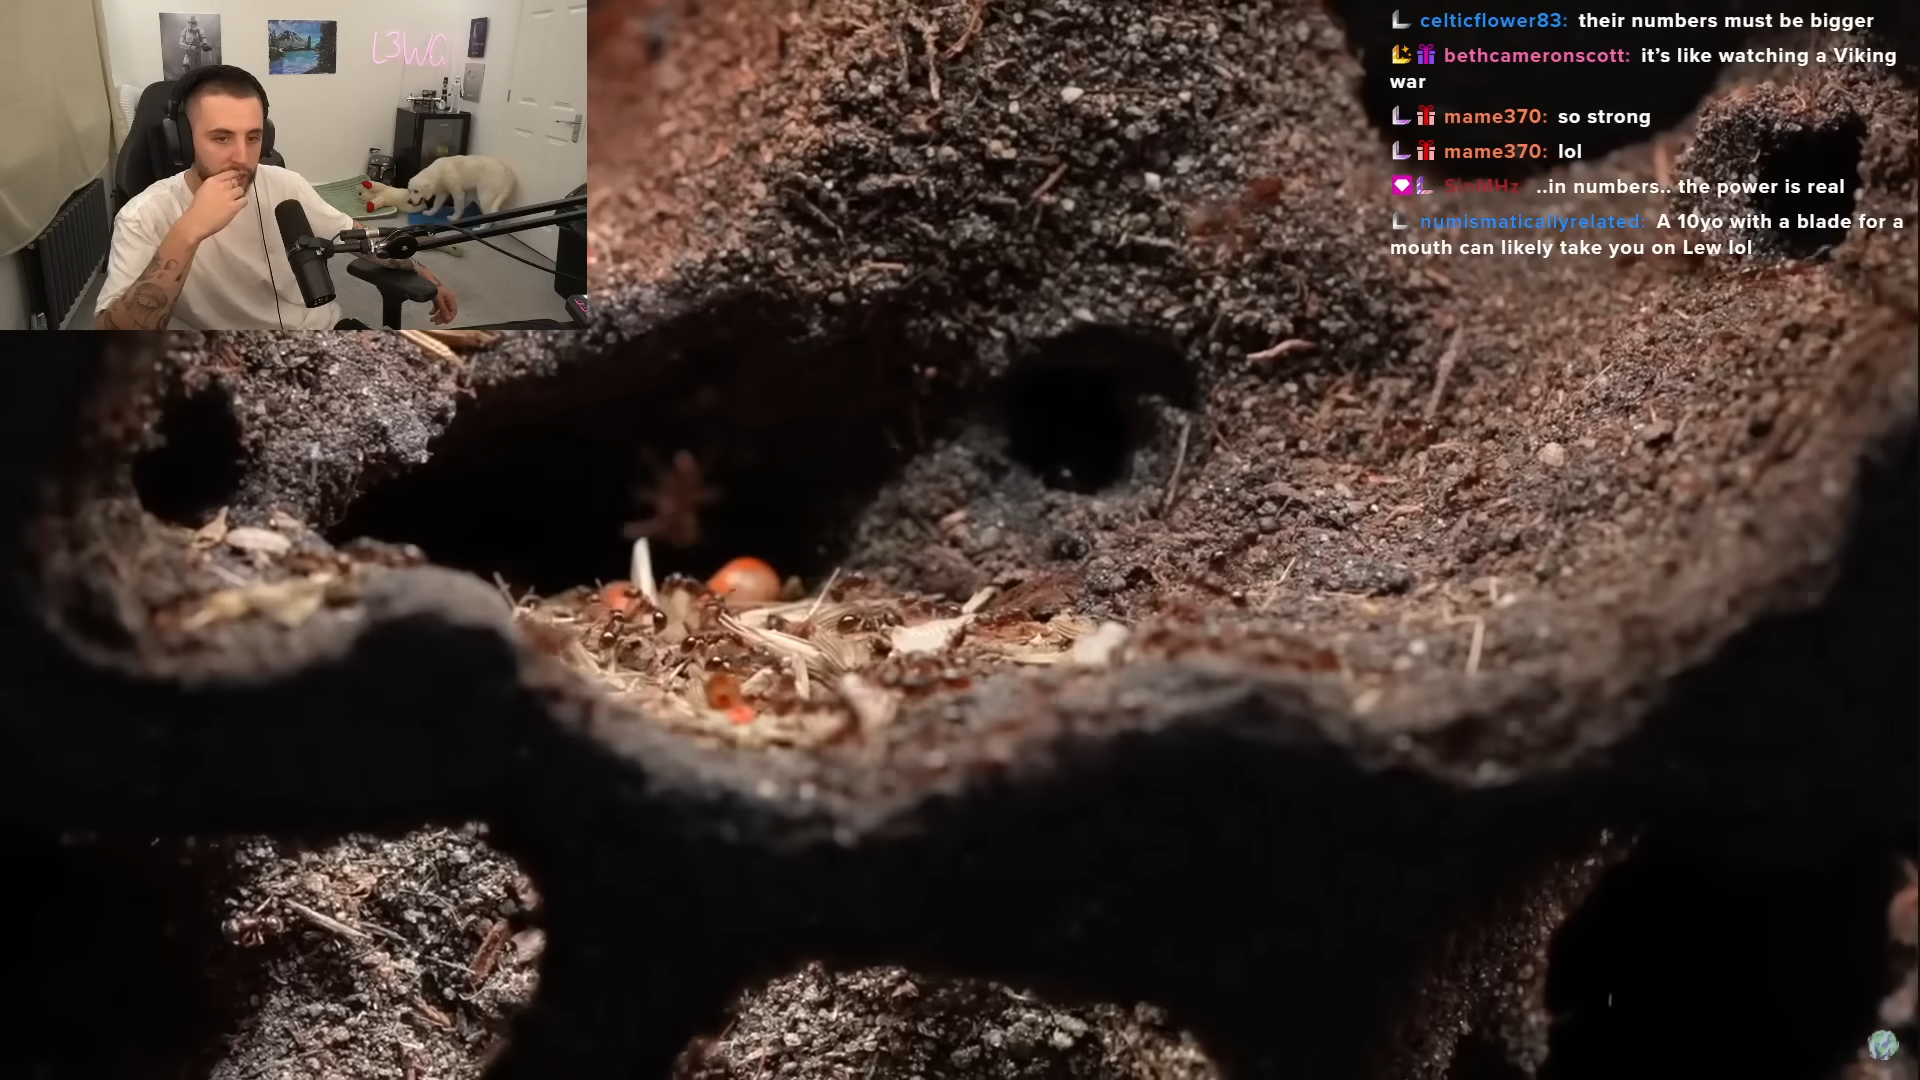 L3WG
celticflower83: their numbers must be bigger
bethcameronscott: it's like watching a Viking
war
mame370: so strong
mame370: lol
SinMHz ..in numbers.. the power is real
numismaticallyrelated: A 10yo with a blade for a
mouth can likely take you on Lew lol